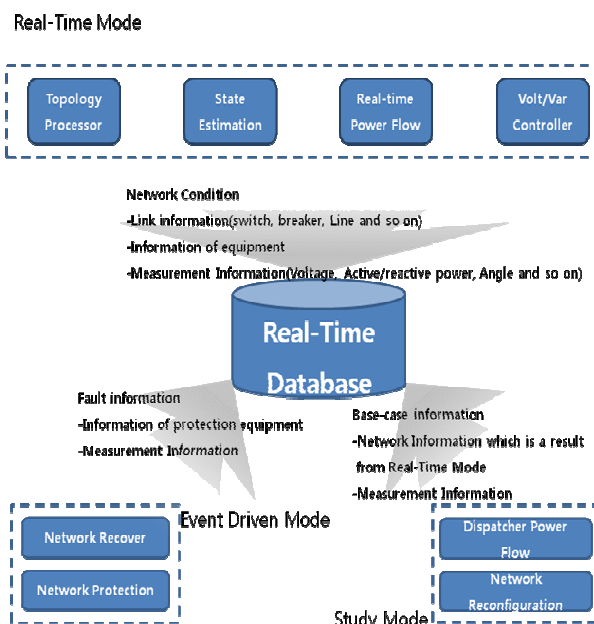 Real-Time Mode
Topology
Processor
State
Estimation
Real-time
Power Flow
Volt/Var
Controller
Network Condition
-Link information(switch, breaker, Line and so on)
-Information of equipment
-Measurement Information(Voltage, Active/reactive power, Angle and so on)
Real-Time
Database
Fault information
-Information of protection equipment
-Measurement Information
Base-case information
-Network Information which is a result
from Real-Time Mode
-Measurement Information
Event Driven Mode
Network Recover
Network Protection
Dispatcher Power
Flow
Network
Reconfiguration
Study Mode